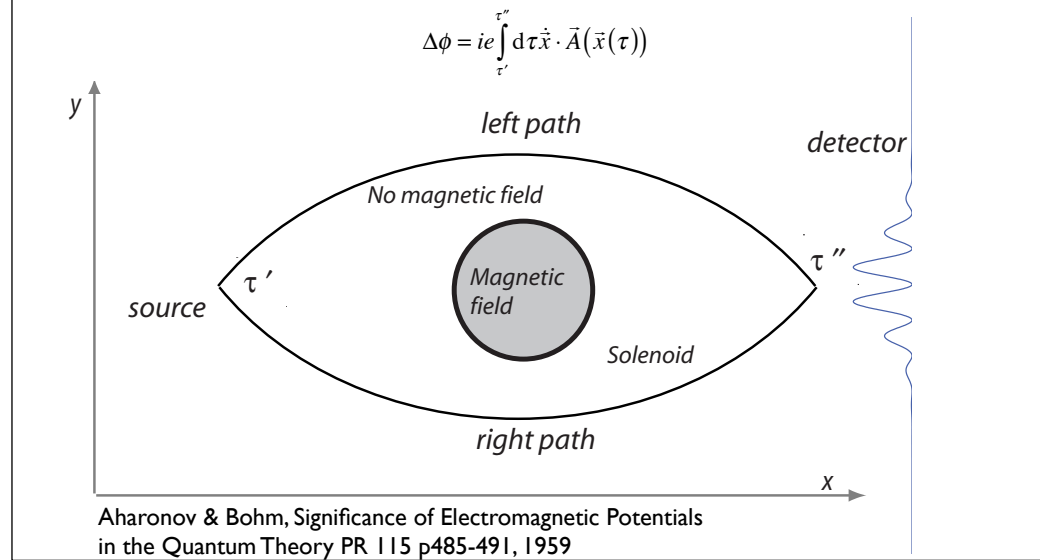 Δϕ = ie∫_{τ′}^{τ″} dτ ẋ⃗ · A⃗(x⃗(τ))
y
left path
detector
No magnetic field
τ″
Magnetic
field
τ′
source
Solenoid
right path
x
Aharonov & Bohm, Significance of Electromagnetic Potentials
in the Quantum Theory PR 115 p485-491, 1959